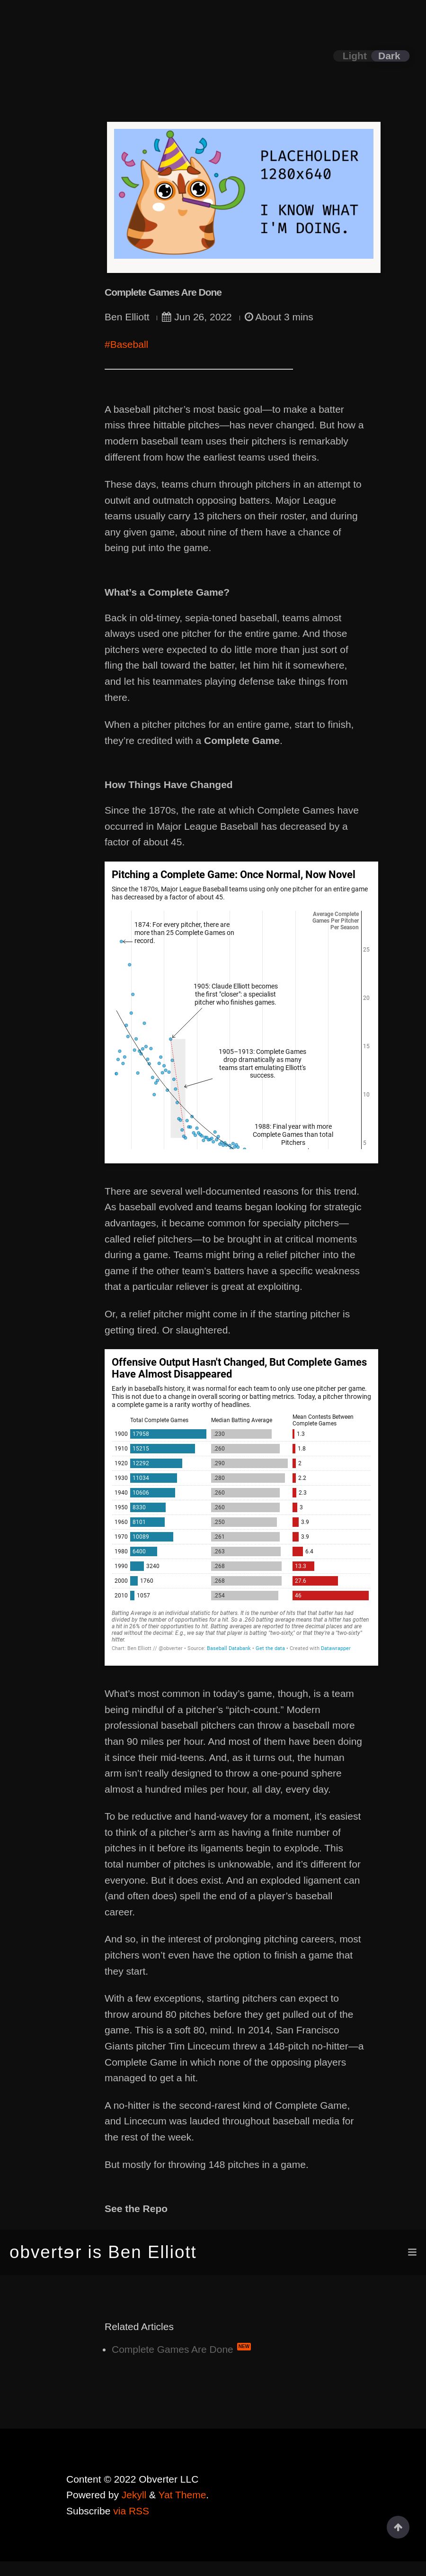 Light Dark
PLACEHOLDER
1280x640
I KNOW WHAT
I'M DOING.
Complete Games Are Done
Ben Elliott Jun 26, 2022 About 3 mins
#Baseball
A baseball pitcher’s most basic goal—to make a batter
miss three hittable pitches—has never changed. But how a
modern baseball team uses their pitchers is remarkably
different from how the earliest teams used theirs.
These days, teams churn through pitchers in an attempt to
outwit and outmatch opposing batters. Major League
teams usually carry 13 pitchers on their roster, and during
any given game, about nine of them have a chance of
being put into the game.
What’s a Complete Game?
Back in old-timey, sepia-toned baseball, teams almost
always used one pitcher for the entire game. And those
pitchers were expected to do little more than just sort of
fling the ball toward the batter, let him hit it somewhere,
and let his teammates playing defense take things from
there.
When a pitcher pitches for an entire game, start to finish,
they’re credited with a Complete Game.
How Things Have Changed
Since the 1870s, the rate at which Complete Games have
occurred in Major League Baseball has decreased by a
factor of about 45.
Pitching a Complete Game: Once Normal, Now Novel
Since the 1870s, Major League Baseball teams using only one pitcher for an entire game
has decreased by a factor of about 45.
Average Complete
Games Per Pitcher
Per Season
1874: For every pitcher, there are
more than 25 Complete Games on
record.
25
1905: Claude Elliott becomes
the first "closer": a specialist
pitcher who finishes games.
20
15
1905–1913: Complete Games
drop dramatically as many
teams start emulating Elliott's
success.
10
1988: Final year with more
Complete Games than total
Pitchers
5
There are several well-documented reasons for this trend.
As baseball evolved and teams began looking for strategic
advantages, it became common for specialty pitchers—
called relief pitchers—to be brought in at critical moments
during a game. Teams might bring a relief pitcher into the
game if the other team’s batters have a specific weakness
that a particular reliever is great at exploiting.
Or, a relief pitcher might come in if the starting pitcher is
getting tired. Or slaughtered.
Offensive Output Hasn't Changed, But Complete Games
Have Almost Disappeared
Early in baseball's history, it was normal for each team to only use one pitcher per game.
This is not due to a change in overall scoring or batting metrics. Today, a pitcher throwing
a complete game is a rarity worthy of headlines.
Total Complete Games Median Batting Average Mean Contests Between
Complete Games
1900 17958 .230 1.3
1910 15215 .260 1.8
1920 12292 .290 2
1930 11034 .280 2.2
1940 10606 .260 2.3
1950 8330 .260 3
1960 8101 .250 3.9
1970 10089 .261 3.9
1980 6400 .263 6.4
1990 3240 .268 13.3
2000 1760 .268 27.6
2010 1057 .254 46
Batting Average is an individual statistic for batters. It is the number of hits that that batter has had
divided by the number of opportunities for a hit. So a .260 batting average means that a hitter has gotten
a hit in 26% of their opportunities to hit. Batting averages are reported to three decimal places and are
read without the decimal. E.g., we say that that player is batting "two-sixty," or that they're a "two-sixty"
hitter.
Chart: Ben Elliott // @obverter • Source: Baseball Databank • Get the data • Created with Datawrapper
What’s most common in today’s game, though, is a team
being mindful of a pitcher’s “pitch-count.” Modern
professional baseball pitchers can throw a baseball more
than 90 miles per hour. And most of them have been doing
it since their mid-teens. And, as it turns out, the human
arm isn’t really designed to throw a one-pound sphere
almost a hundred miles per hour, all day, every day.
To be reductive and hand-wavey for a moment, it’s easiest
to think of a pitcher’s arm as having a finite number of
pitches in it before its ligaments begin to explode. This
total number of pitches is unknowable, and it’s different for
everyone. But it does exist. And an exploded ligament can
(and often does) spell the end of a player’s baseball
career.
And so, in the interest of prolonging pitching careers, most
pitchers won’t even have the option to finish a game that
they start.
With a few exceptions, starting pitchers can expect to
throw around 80 pitches before they get pulled out of the
game. This is a soft 80, mind. In 2014, San Francisco
Giants pitcher Tim Lincecum threw a 148-pitch no-hitter—a
Complete Game in which none of the opposing players
managed to get a hit.
A no-hitter is the second-rarest kind of Complete Game,
and Lincecum was lauded throughout baseball media for
the rest of the week.
But mostly for throwing 148 pitches in a game.
See the Repo
obvertɘr is Ben Elliott
Related Articles
Complete Games Are Done NEW
Content © 2022 Obverter LLC
Powered by Jekyll & Yat Theme.
Subscribe via RSS